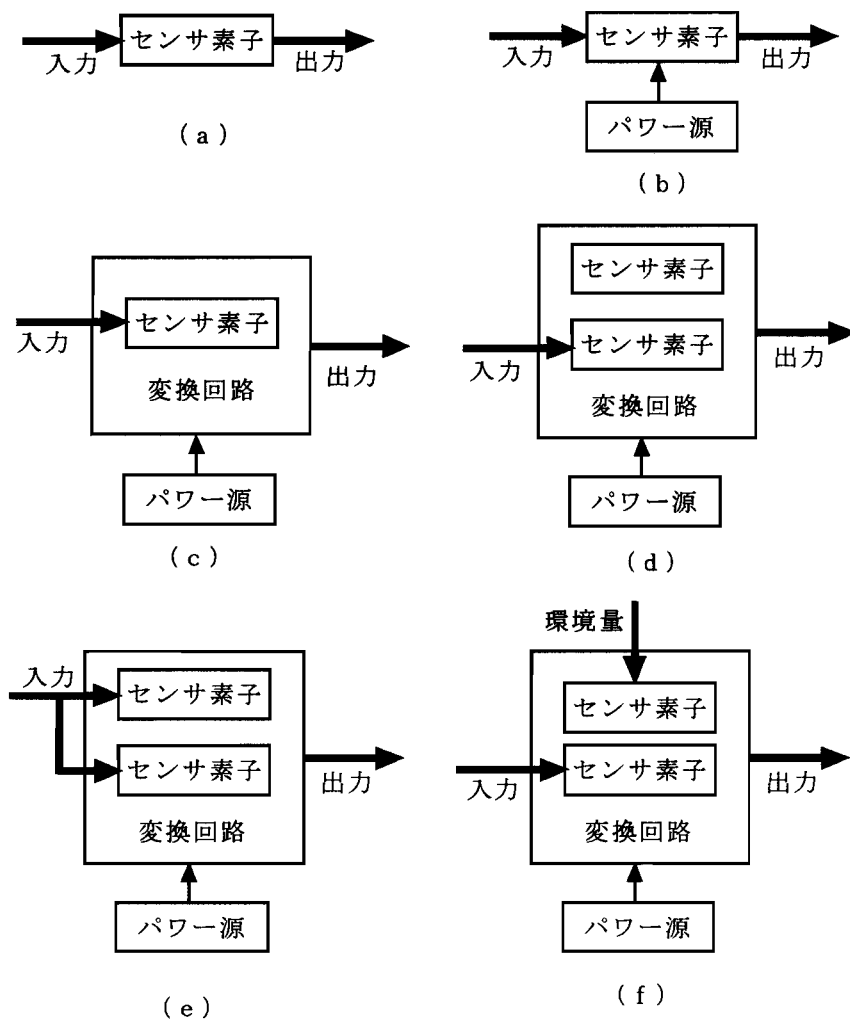 センサ素子
入力
出力
(a)
センサ素子
入力
出力
パワー源
(b)
センサ素子
入力
出力
変換回路
パワー源
(c)
センサ素子
センサ素子
入力
出力
変換回路
パワー源
(d)
入力
センサ素子
センサ素子
出力
変換回路
パワー源
(e)
環境量
センサ素子
センサ素子
入力
出力
変換回路
パワー源
(f)